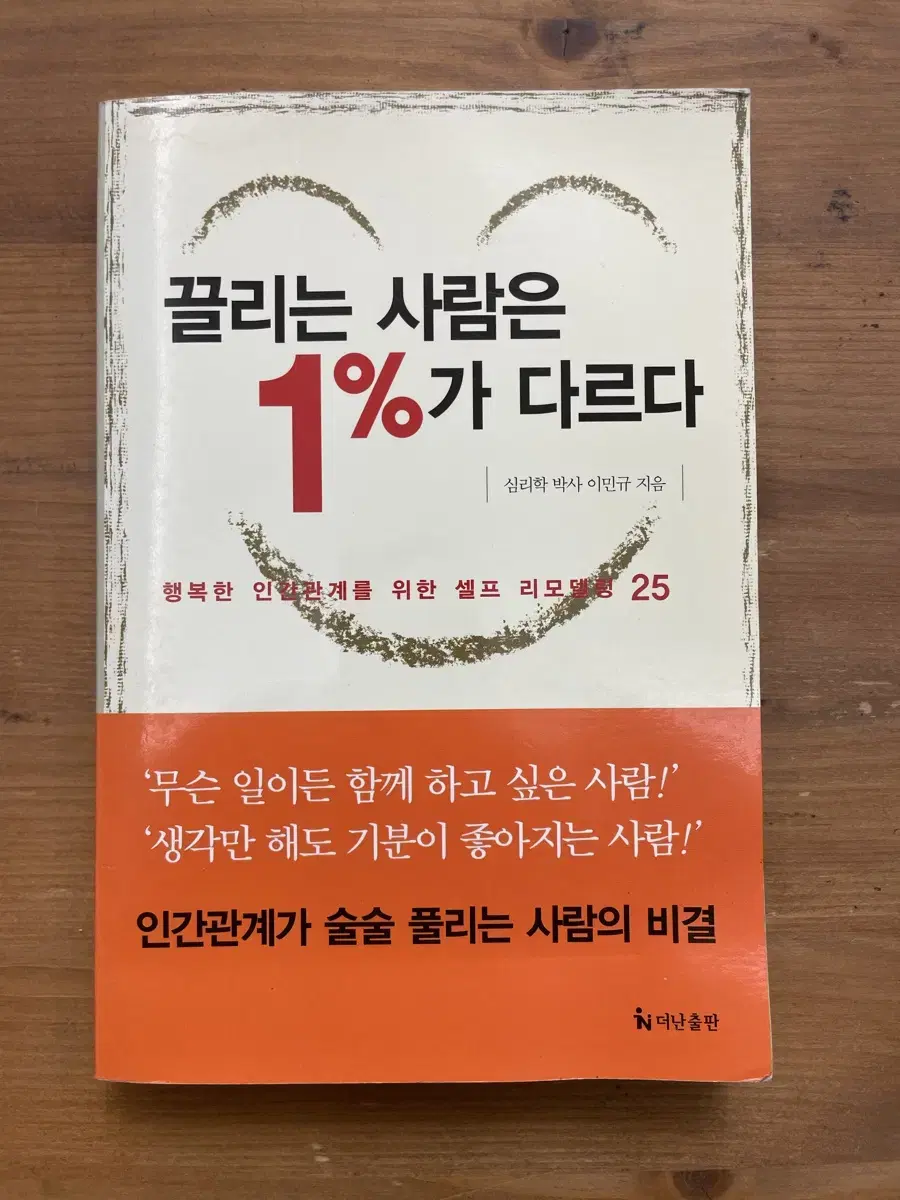 끌리는 사람은
1%가 다르다
심리학 박사 이민규 지음
행복한 인간관계를 위한 셀프 리모델링 25
‘무슨 일이든 함께 하고 싶은 사람!’
‘생각만 해도 기분이 좋아지는 사람!’
인간관계가 술술 풀리는 사람의 비결
더난출판